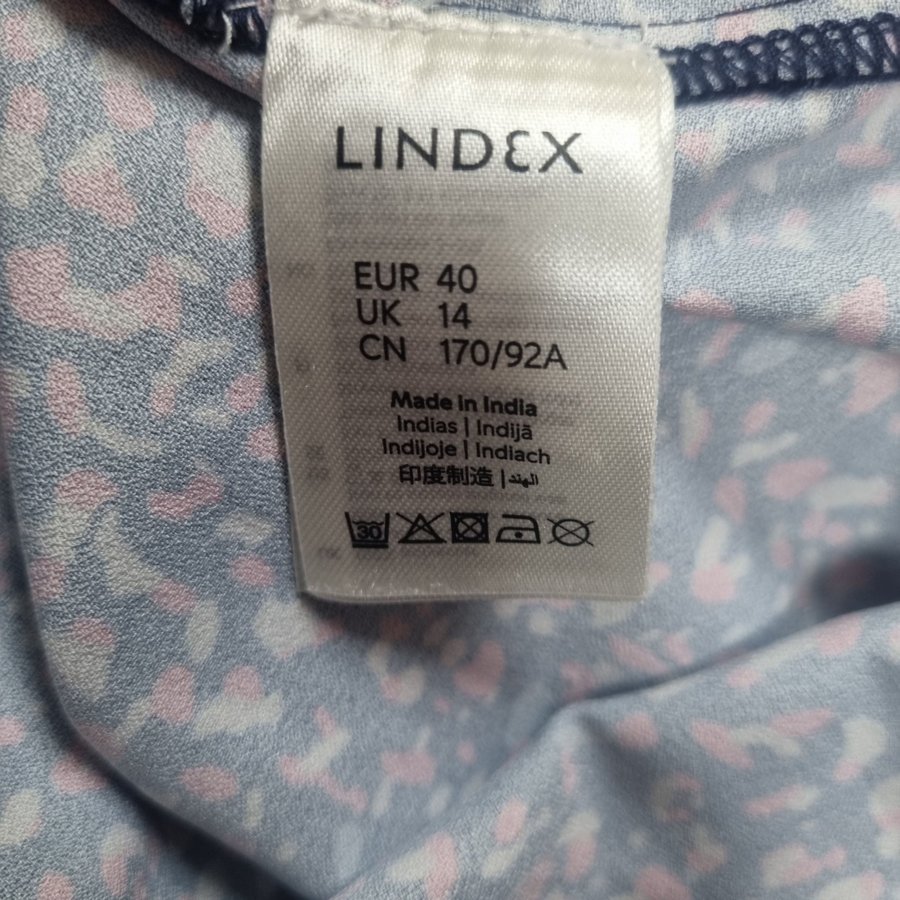 LINDEX
EUR 40
UK 14
CN 170/92A
Made in India
Indias | Indijā
Indijoje | Indiach
印度制造 | الهند
30